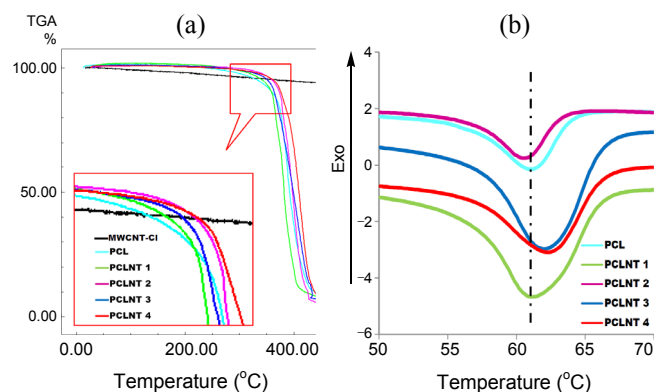 (a)
TGA
%
100.00
50.00
0.00
MWCNT-Cl
PCL
PCLNT 1
PCLNT 2
PCLNT 3
PCLNT 4
0.00 200.00 400.00
Temperature (°C)
(b)
Exo
4
2
0
−2
−4
−6
PCL
PCLNT 2
PCLNT 3
PCLNT 4
PCLNT 1
50 60 70
Temperature (°C)